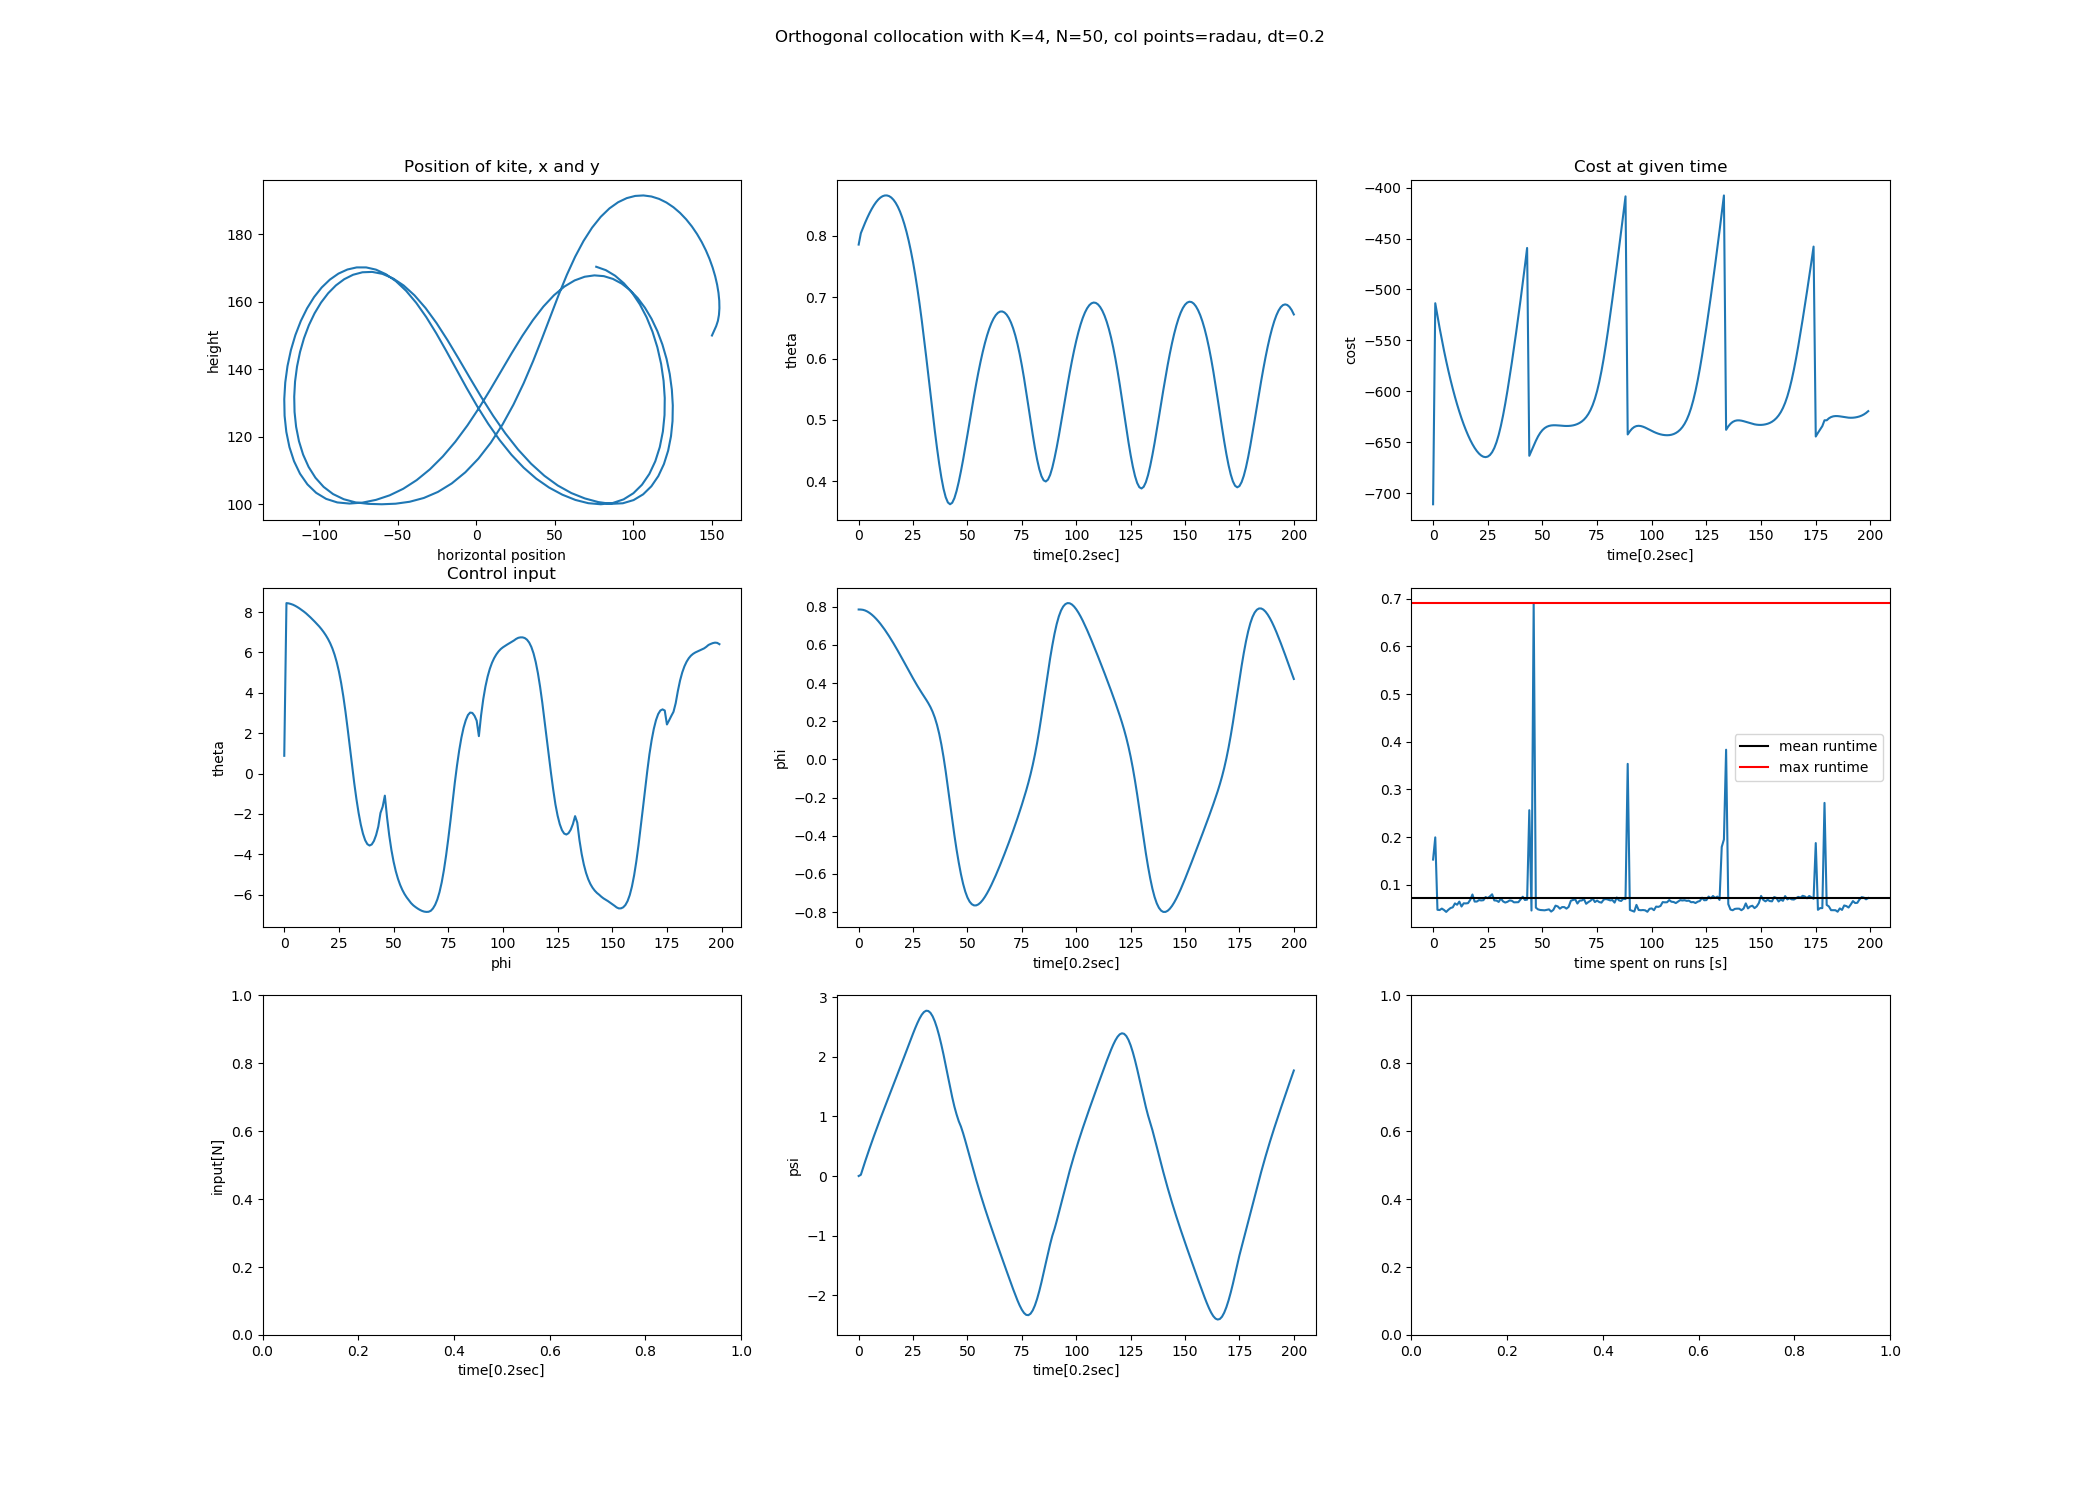 Orthogonal collocation with K=4, N=50, col points=radau, dt=0.2
Position of kite, x and y
height
180
160
140
120
100
−100 −50 0 50 100 150
horizontal position
theta
0.8
0.7
0.6
0.5
0.4
0 25 50 75 100 125 150 175 200
time[0.2sec]
Cost at given time
cost
−400
−450
−500
−550
−600
−650
−700
0 25 50 75 100 125 150 175 200
time[0.2sec]
Control input
theta
8
6
4
2
0
−2
−4
−6
0 25 50 75 100 125 150 175 200
phi
phi
0.8
0.6
0.4
0.2
0.0
−0.2
−0.4
−0.6
−0.8
0 25 50 75 100 125 150 175 200
time[0.2sec]
0.7
0.6
0.5
0.4
0.3
0.2
0.1
mean runtime
max runtime
0 25 50 75 100 125 150 175 200
time spent on runs [s]
input[N]
1.0
0.8
0.6
0.4
0.2
0.0
0.0 0.2 0.4 0.6 0.8 1.0
time[0.2sec]
psi
3
2
1
0
−1
−2
0 25 50 75 100 125 150 175 200
time[0.2sec]
1.0
0.8
0.6
0.4
0.2
0.0
0.0 0.2 0.4 0.6 0.8 1.0